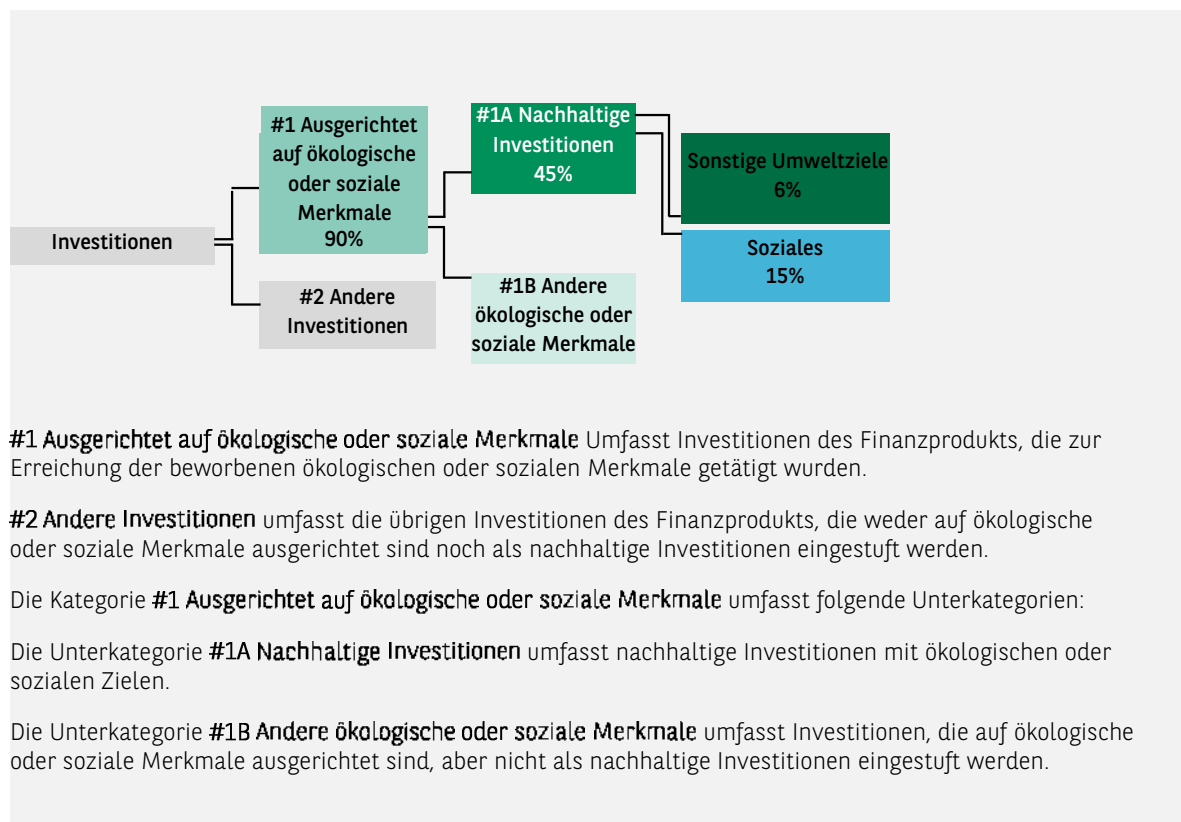 Investitionen
#1 Ausgerichtet
auf ökologische
oder soziale
Merkmale
90%
#2 Andere
Investitionen
#1A Nachhaltige
Investitionen
45%
#1B Andere
ökologische oder
soziale Merkmale
Sonstige Umweltziele
6%
Soziales
15%
#1 Ausgerichtet auf ökologische oder soziale Merkmale Umfasst Investitionen des Finanzprodukts, die zur
Erreichung der beworbenen ökologischen oder sozialen Merkmale getätigt wurden.
#2 Andere Investitionen umfasst die übrigen Investitionen des Finanzprodukts, die weder auf ökologische
oder soziale Merkmale ausgerichtet sind noch als nachhaltige Investitionen eingestuft werden.
Die Kategorie #1 Ausgerichtet auf ökologische oder soziale Merkmale umfasst folgende Unterkategorien:
Die Unterkategorie #1A Nachhaltige Investitionen umfasst nachhaltige Investitionen mit ökologischen oder
sozialen Zielen.
Die Unterkategorie #1B Andere ökologische oder soziale Merkmale umfasst Investitionen, die auf ökologische
oder soziale Merkmale ausgerichtet sind, aber nicht als nachhaltige Investitionen eingestuft werden.